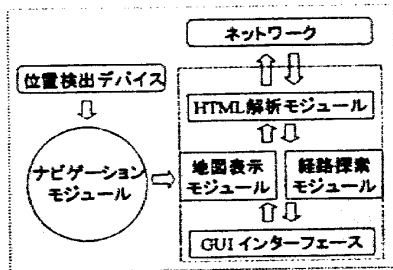 ネットワーク
位置検出デバイス
HTML解析モジュール
ナビゲーション
モジュール
地図表示
モジュール
経路探索
モジュール
GUIインターフェース